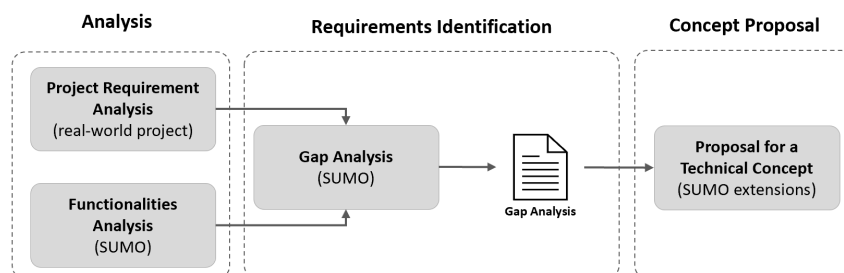 Analysis
Requirements Identification
Concept Proposal
Project Requirement
Analysis
(real-world project)
Functionalities
Analysis
(SUMO)
Gap Analysis
(SUMO)
Gap Analysis
Proposal for a
Technical Concept
(SUMO extensions)